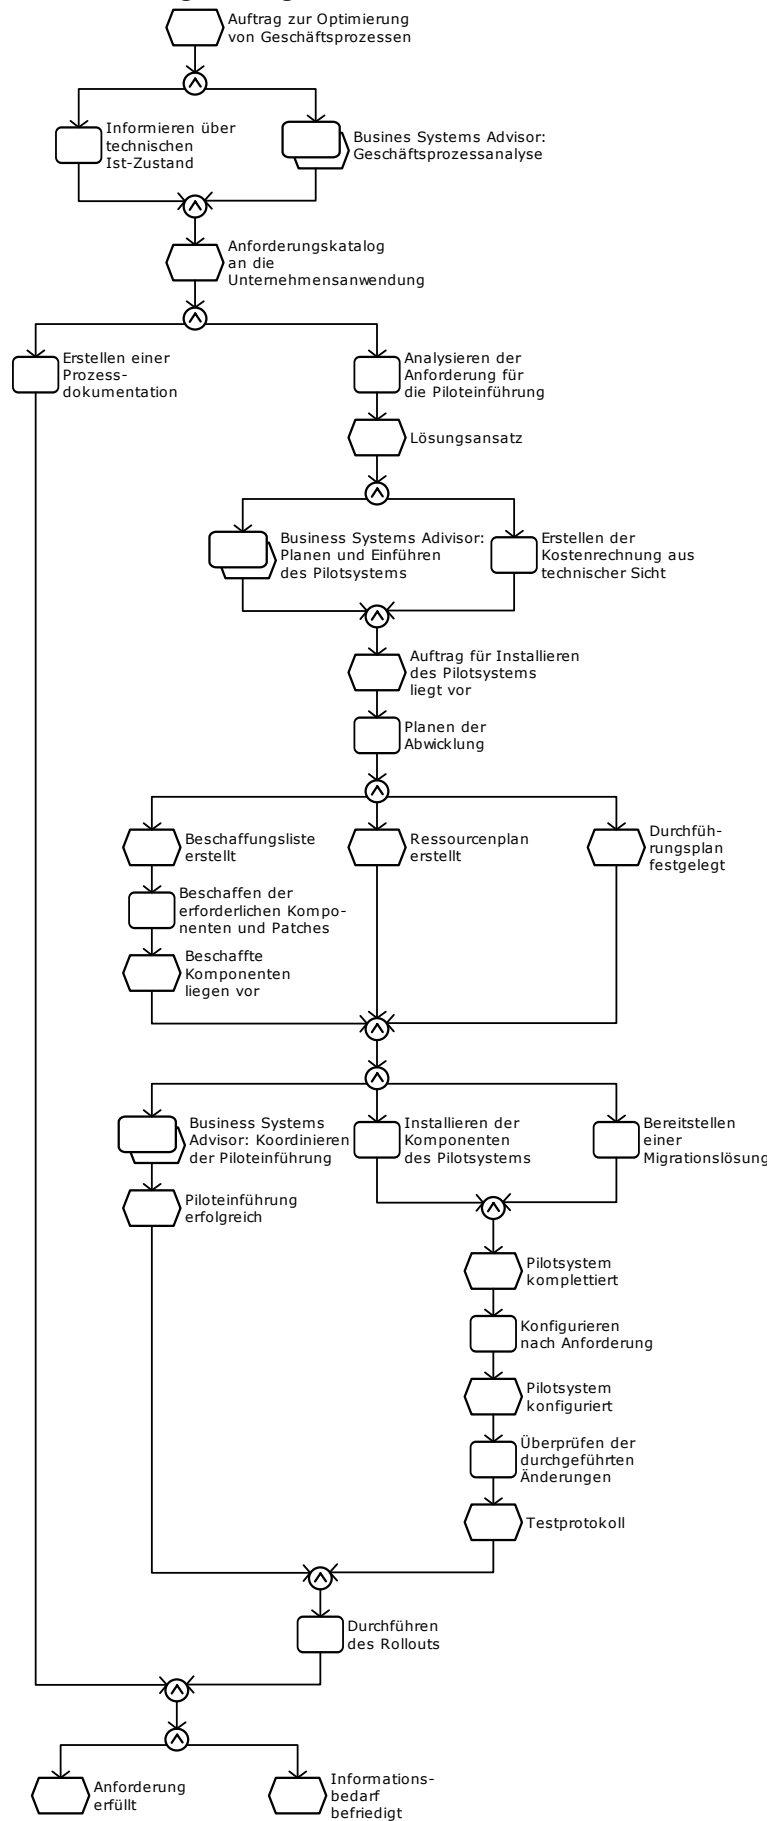 Auftrag zur Optimierung
von Geschäftsprozessen
Informieren über
technischen
Ist-Zustand
Busines Systems Advisor:
Geschäftsprozessanalyse
Anforderungskatalog
an die
Unternehmensanwendung
Erstellen einer
Prozess-
dokumentation
Analysieren der
Anforderung für
die Piloteinführung
Lösungsansatz
Business Systems Adivisor:
Planen und Einführen
des Pilotsystems
Erstellen der
Kostenrechnung aus
technischer Sicht
Auftrag für Installieren
des Pilotsystems
liegt vor
Planen der
Abwicklung
Beschaffungsliste
erstellt
Ressourcenplan
erstellt
Durchfüh-
rungsplan
festgelegt
Beschaffen der
erforderlichen Kompo-
nenten und Patches
Beschaffte
Komponenten
liegen vor
Business Systems
Advisor: Koordinieren
der Piloteinführung
Installieren der
Komponenten
des Pilotsystems
Bereitstellen
einer
Migrationslösung
Piloteinführung
erfolgreich
Pilotsystem
komplettiert
Konfigurieren
nach Anforderung
Pilotsystem
konfiguriert
Überprüfen der
durchgeführten
Änderungen
Testprotokoll
Durchführen
des Rollouts
Anforderung
erfüllt
Informations-
bedarf
befriedigt